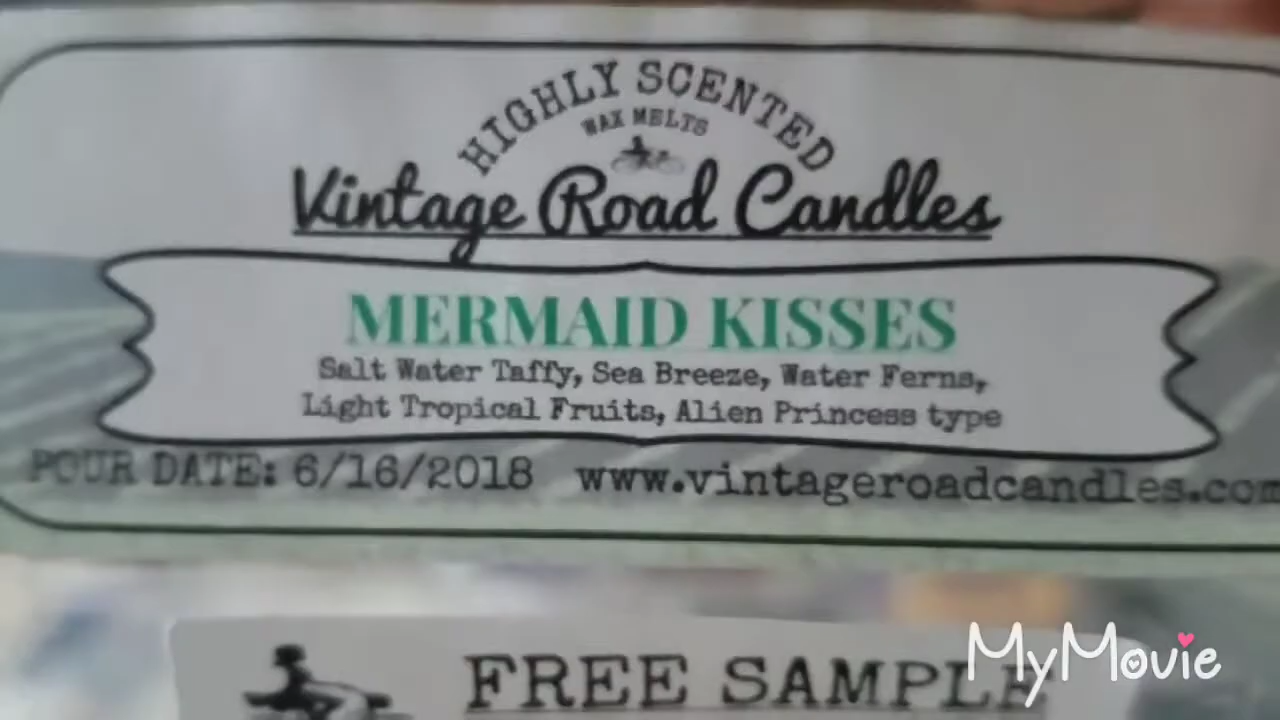 HIGHLY SCENTED
WAX MELTS
Vintage Road Candles
MERMAID KISSES
Salt Water Taffy, Sea Breeze, Water Ferns,
Light Tropical Fruits, Alien Princess type
POUR DATE: 6/16/2018 www.vintageroadcandles.com
FREE SAMPLE
MyMovie